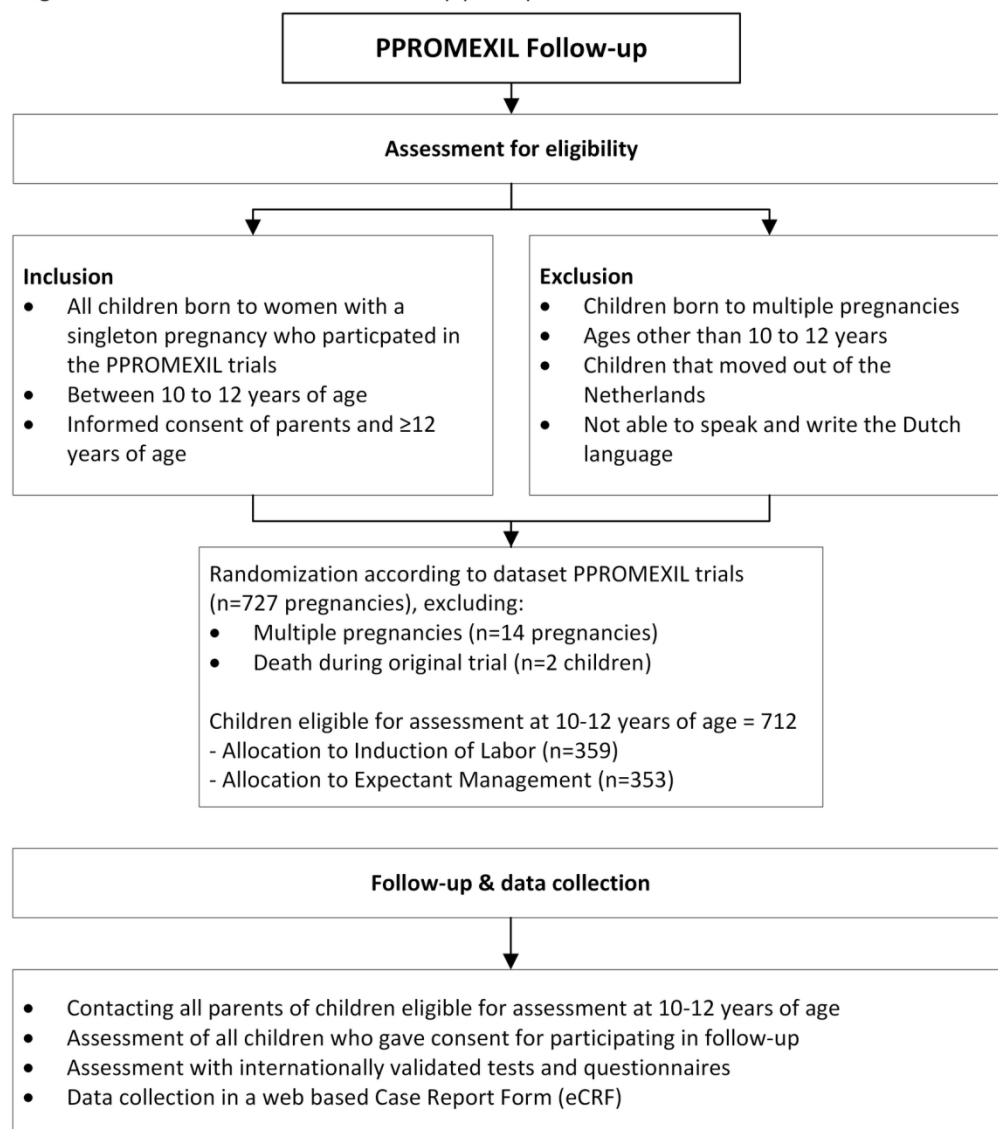 PPROMEXIL Follow-up
Assessment for eligibility
Inclusion
• All children born to women with a
singleton pregnancy who particpated in
the PPROMEXIL trials
• Between 10 to 12 years of age
• Informed consent of parents and ≥12
years of age
Exclusion
• Children born to multiple pregnancies
• Ages other than 10 to 12 years
• Children that moved out of the
Netherlands
• Not able to speak and write the Dutch
language
Randomization according to dataset PPROMEXIL trials
(n=727 pregnancies), excluding:
• Multiple pregnancies (n=14 pregnancies)
• Death during original trial (n=2 children)
Children eligible for assessment at 10-12 years of age = 712
- Allocation to Induction of Labor (n=359)
- Allocation to Expectant Management (n=353)
Follow-up & data collection
• Contacting all parents of children eligible for assessment at 10-12 years of age
• Assessment of all children who gave consent for participating in follow-up
• Assessment with internationally validated tests and questionnaires
• Data collection in a web based Case Report Form (eCRF)